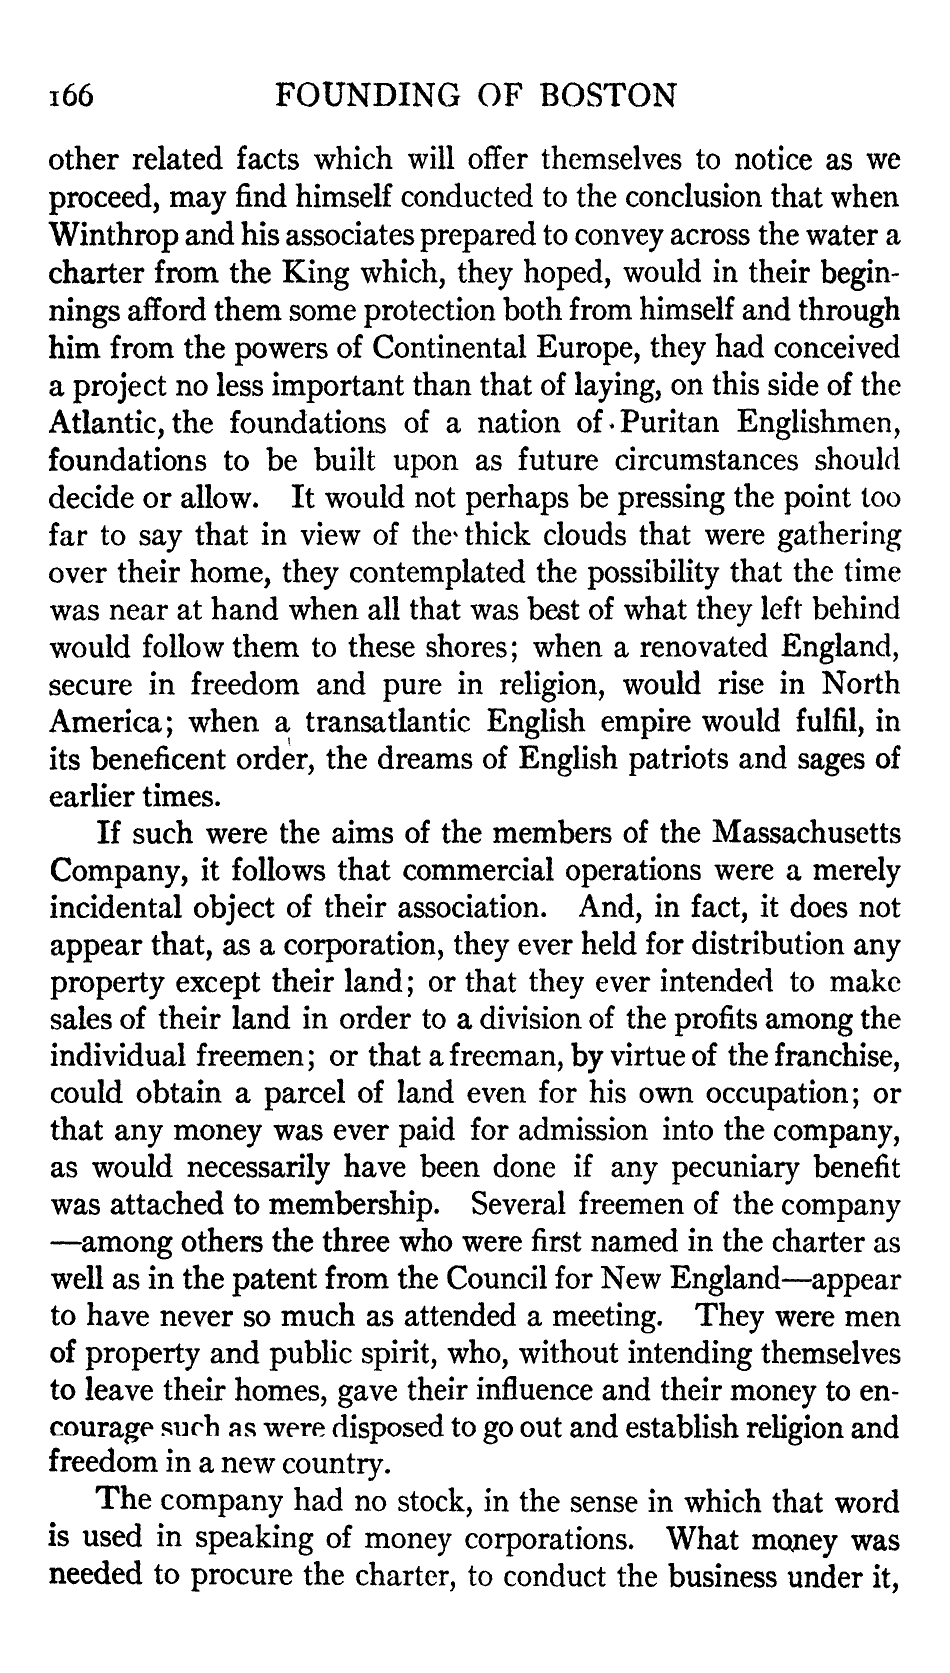 166 FOUNDING OF BOSTON
other related facts which will offer themselves to notice as we
proceed, may find himself conducted to the conclusion that when
Winthrop and his associates prepared to convey across the water a
charter from the King which, they hoped, would in their begin-
nings afford them some protection both from himself and through
him from the powers of Continental Europe, they had conceived
a project no less important than that of laying, on this side of the
Atlantic, the foundations of a nation of Puritan Englishmen,
foundations to be built upon as future circumstances should
decide or allow. It would not perhaps be pressing the point too
far to say that in view of the thick clouds that were gathering
over their home, they contemplated the possibility that the time
was near at hand when all that was best of what they left behind
would follow them to these shores; when a renovated England,
secure in freedom and pure in religion, would rise in North
America; when a transatlantic English empire would fulfil, in
its beneficent order, the dreams of English patriots and sages of
earlier times.
If such were the aims of the members of the Massachusetts
Company, it follows that commercial operations were a merely
incidental object of their association. And, in fact, it does not
appear that, as a corporation, they ever held for distribution any
property except their land; or that they ever intended to make
sales of their land in order to a division of the profits among the
individual freemen; or that a freeman, by virtue of the franchise,
could obtain a parcel of land even for his own occupation; or
that any money was ever paid for admission into the company,
as would necessarily have been done if any pecuniary benefit
was attached to membership. Several freemen of the company
—among others the three who were first named in the charter as
well as in the patent from the Council for New England—appear
to have never so much as attended a meeting. They were men
of property and public spirit, who, without intending themselves
to leave their homes, gave their influence and their money to en-
courage such as were disposed to go out and establish religion and
freedom in a new country.
The company had no stock, in the sense in which that word
is used in speaking of money corporations. What money was
needed to procure the charter, to conduct the business under it,